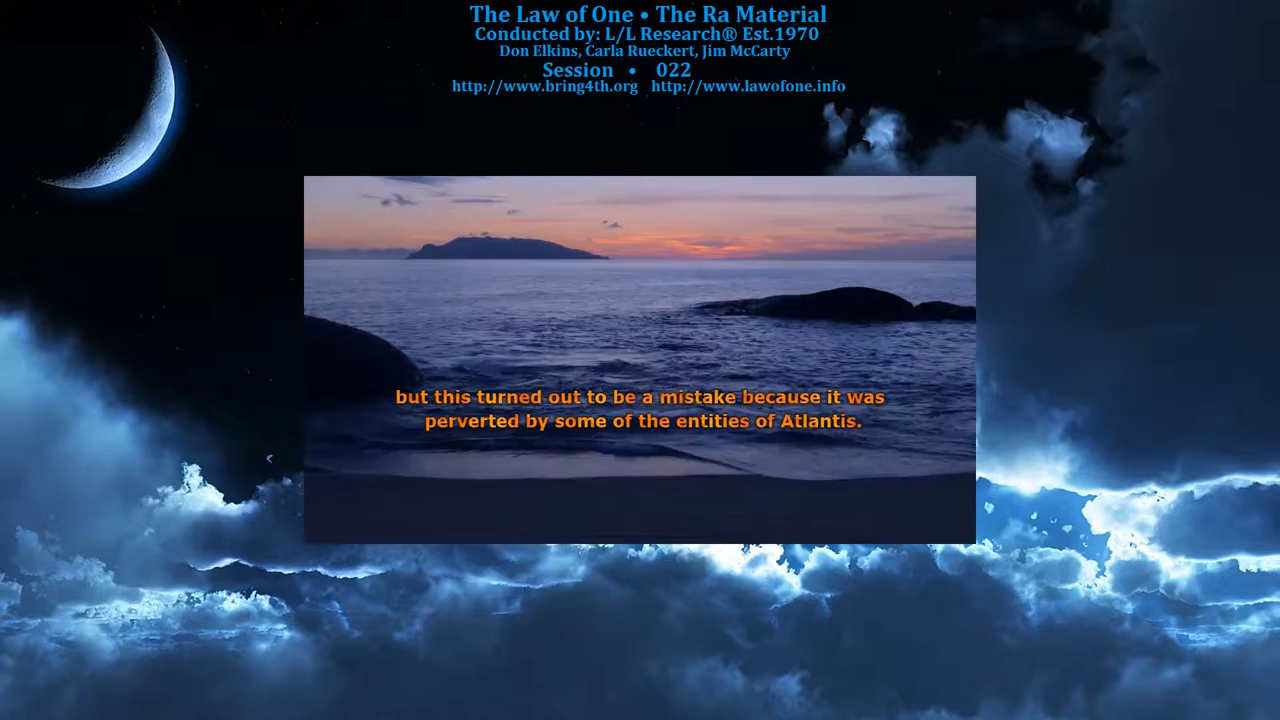 The Law of One • The Ra Material
Conducted by: L/L Research® Est.1970
Don Elkins, Carla Rueckert, Jim McCarty
Session • 022
http://www.bring4th.org http://www.lawofone.info
but this turned out to be a mistake because it was
perverted by some of the entities of Atlantis.